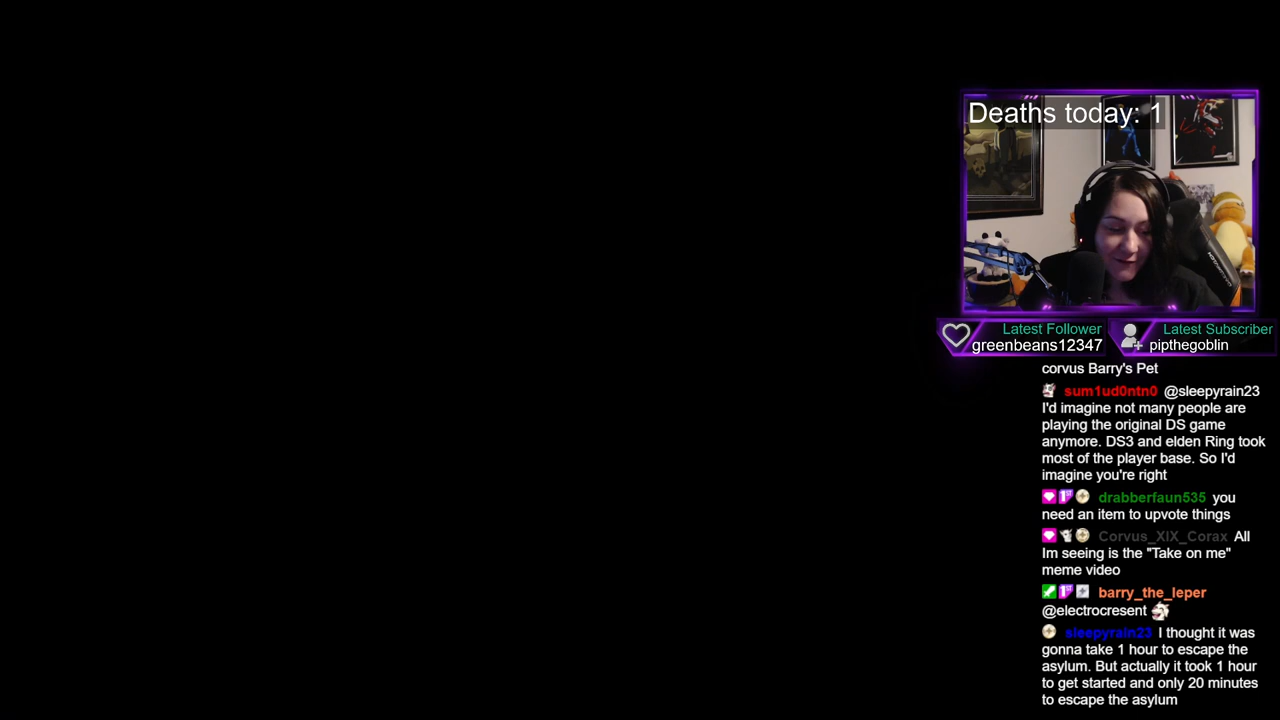 Deaths today: 1
Latest Follower
greenbeans12347
Latest Subscriber
pipthegoblin
corvus Barry's Pet
sum1ud0ntn0 @sleepyrain23
I'd imagine not many people are
playing the original DS game
anymore. DS3 and elden Ring took
most of the player base. So I'd
imagine you're right
drabberfaun535 you
need an item to upvote things
Corvus_XIX_Corax All
Im seeing is the "Take on me"
meme video
barry_the_leper
@electrocresent
sleepyrain23 I thought it was
gonna take 1 hour to escape the
asylum. But actually it took 1 hour
to get started and only 20 minutes
to escape the asylum